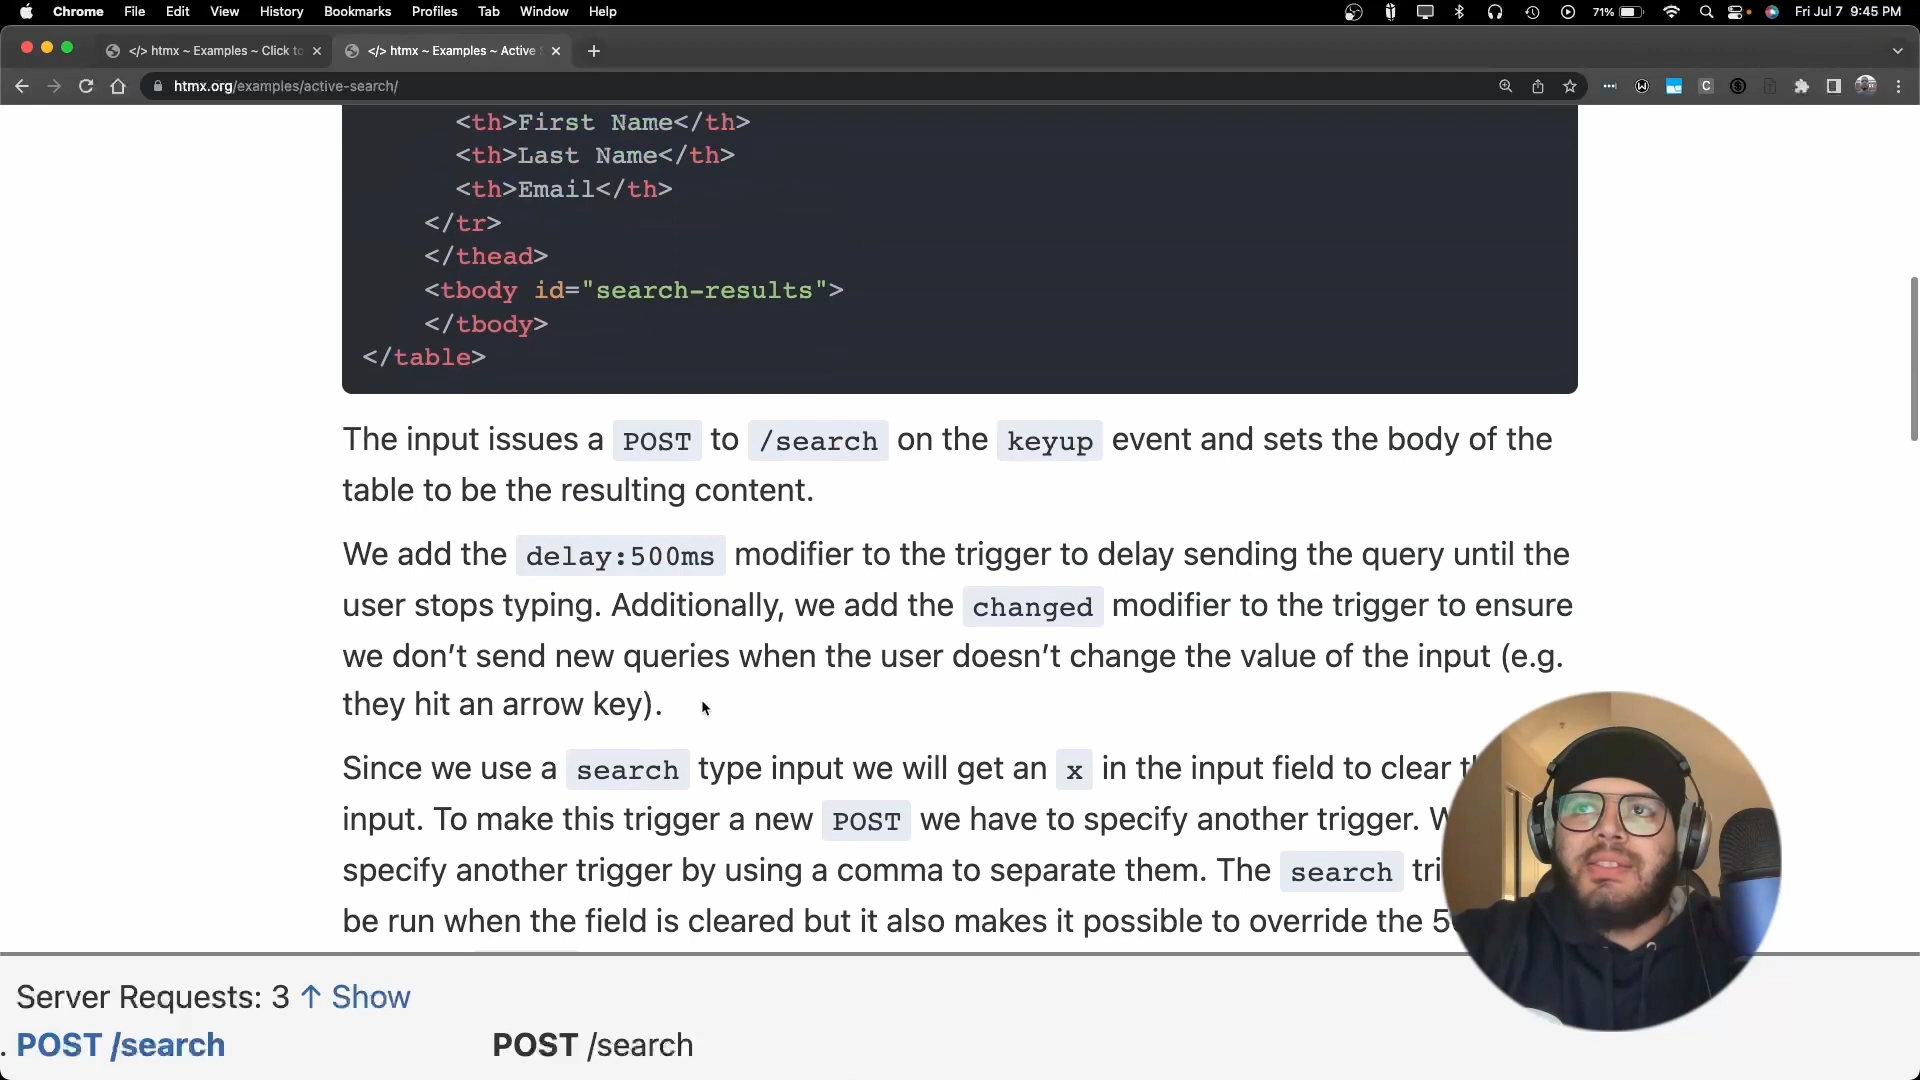 Chrome File Edit View History Bookmarks Profiles Tab Window Help 71% Fri Jul 7 9:45 PM
</> htmx ~ Examples ~ Click to
</> htmx ~ Examples ~ Active
htmx.org/examples/active-search/
<th>First Name</th>
<th>Last Name</th>
<th>Email</th>
</tr>
</thead>
<tbody id="search-results">
</tbody>
</table>
The input issues a POST to /search on the keyup event and sets the body of the
table to be the resulting content.
We add the delay:500ms modifier to the trigger to delay sending the query until the
user stops typing. Additionally, we add the changed modifier to the trigger to ensure
we don’t send new queries when the user doesn’t change the value of the input (e.g.
they hit an arrow key).
Since we use a search type input we will get an x in the input field to clear
input. To make this trigger a new POST we have to specify another trigger.
specify another trigger by using a comma to separate them. The search
be run when the field is cleared but it also makes it possible to override the
Server Requests: 3 ↑ Show
. POST /search POST /search